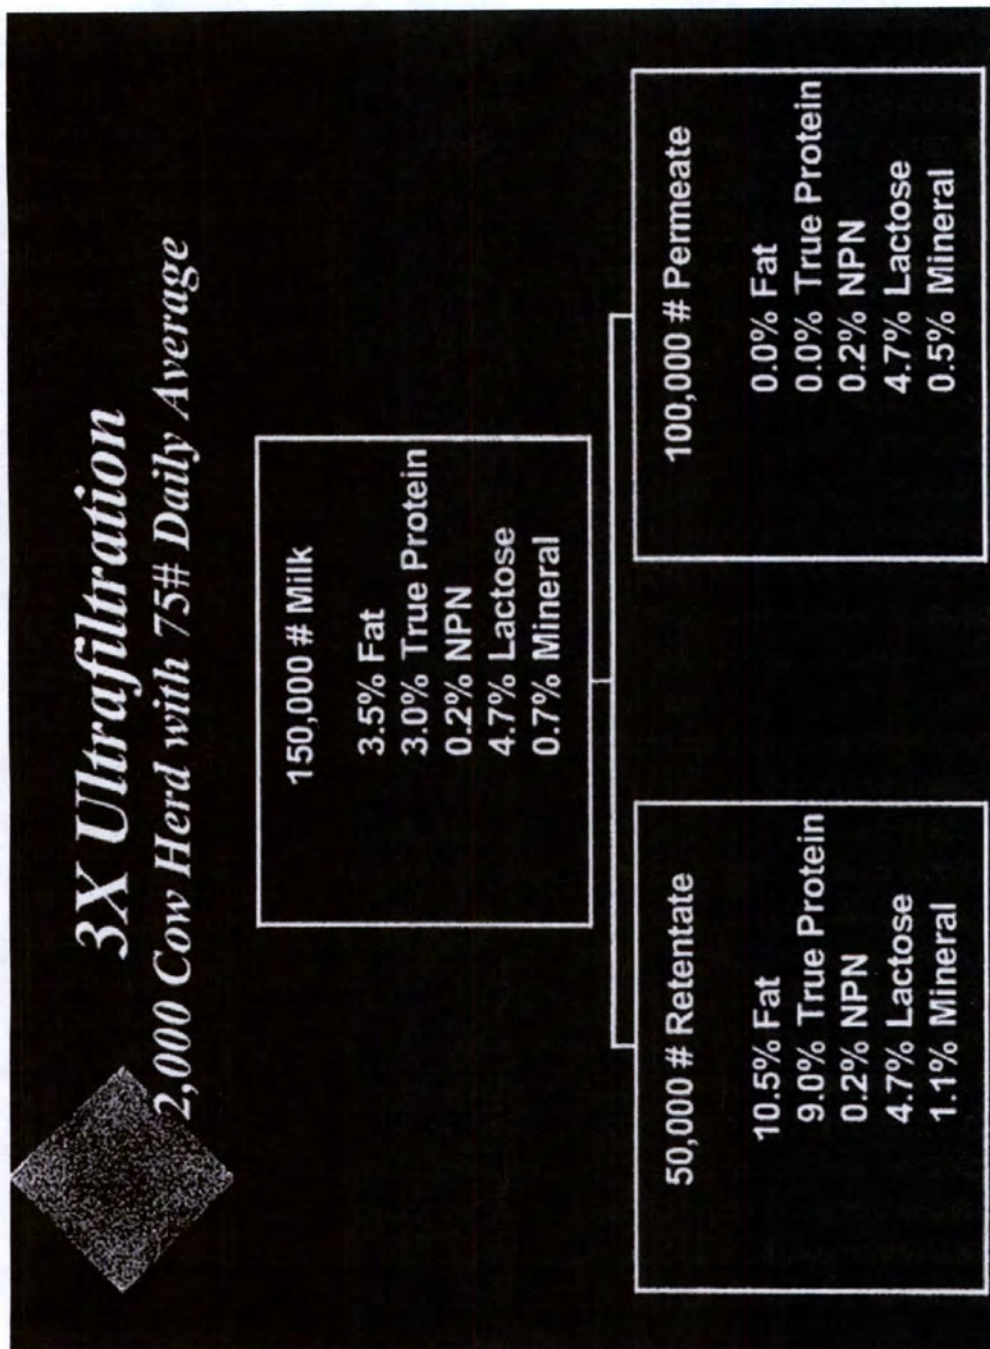 3X Ultrafiltration
2,000 Cow Herd with 75# Daily Average
150,000 # Milk
3.5% Fat
3.0% True Protein
0.2% NPN
4.7% Lactose
0.7% Mineral
50,000 # Retentate
10.5% Fat
9.0% True Protein
0.2% NPN
4.7% Lactose
1.1% Mineral
100,000 # Permeate
0.0% Fat
0.0% True Protein
0.2% NPN
4.7% Lactose
0.5% Mineral